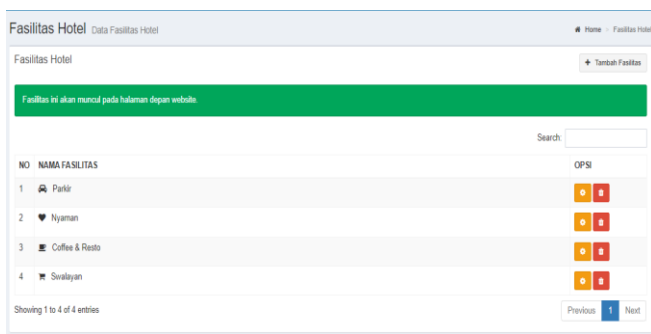 Fasilitas Hotel Data Fasilitas Hotel Home > Fasilitas Hotel
Fasilitas Hotel + Tambah Fasilitas
Fasilitas ini akan muncul pada halaman depan website.
Search:
NO NAMA FASILITAS OPSI
1 Parkir
2 Nyaman
3 Coffee & Resto
4 Swalayan
Showing 1 to 4 of 4 entries Previous 1 Next